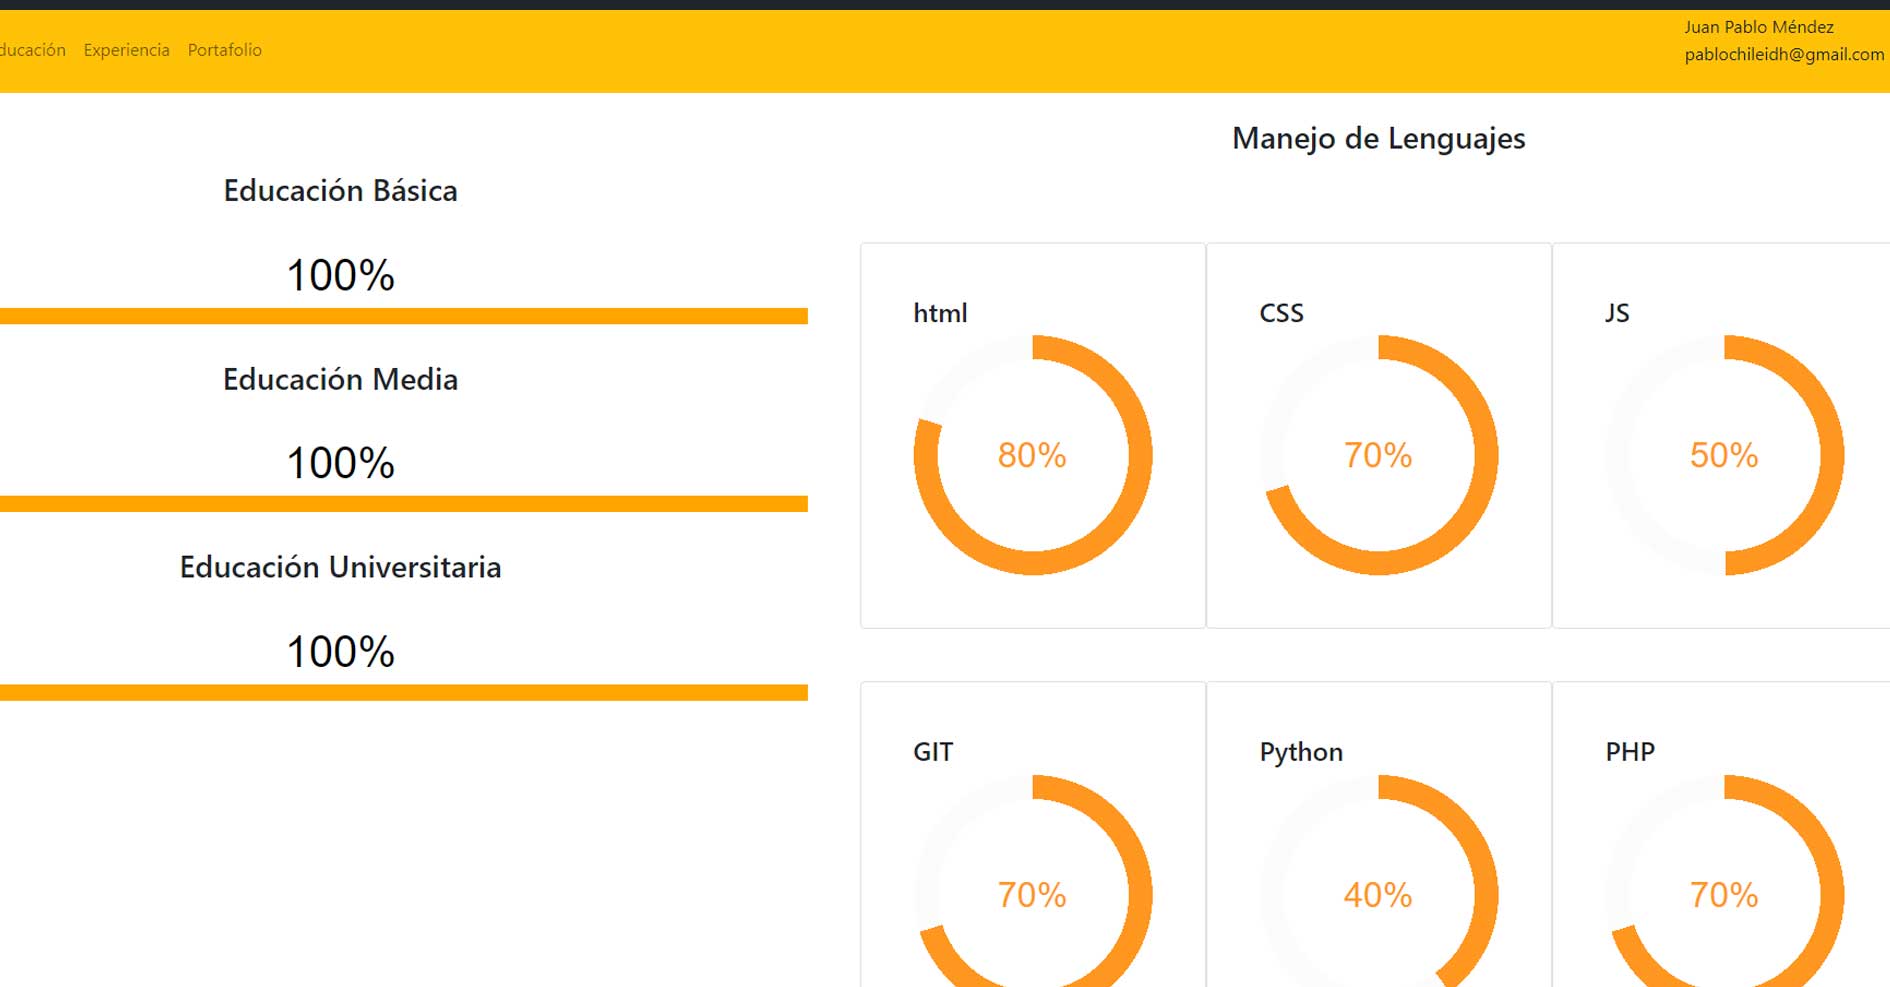 Experiencia Portafolio
Juan Pablo Méndez
pablochileidh@gmail.com
Educación Básica
100%
Educación Media
100%
Educación Universitaria
100%
Manejo de Lenguajes
html
CSS
JS
80%
70%
50%
GIT
Python
PHP
70%
40%
70%